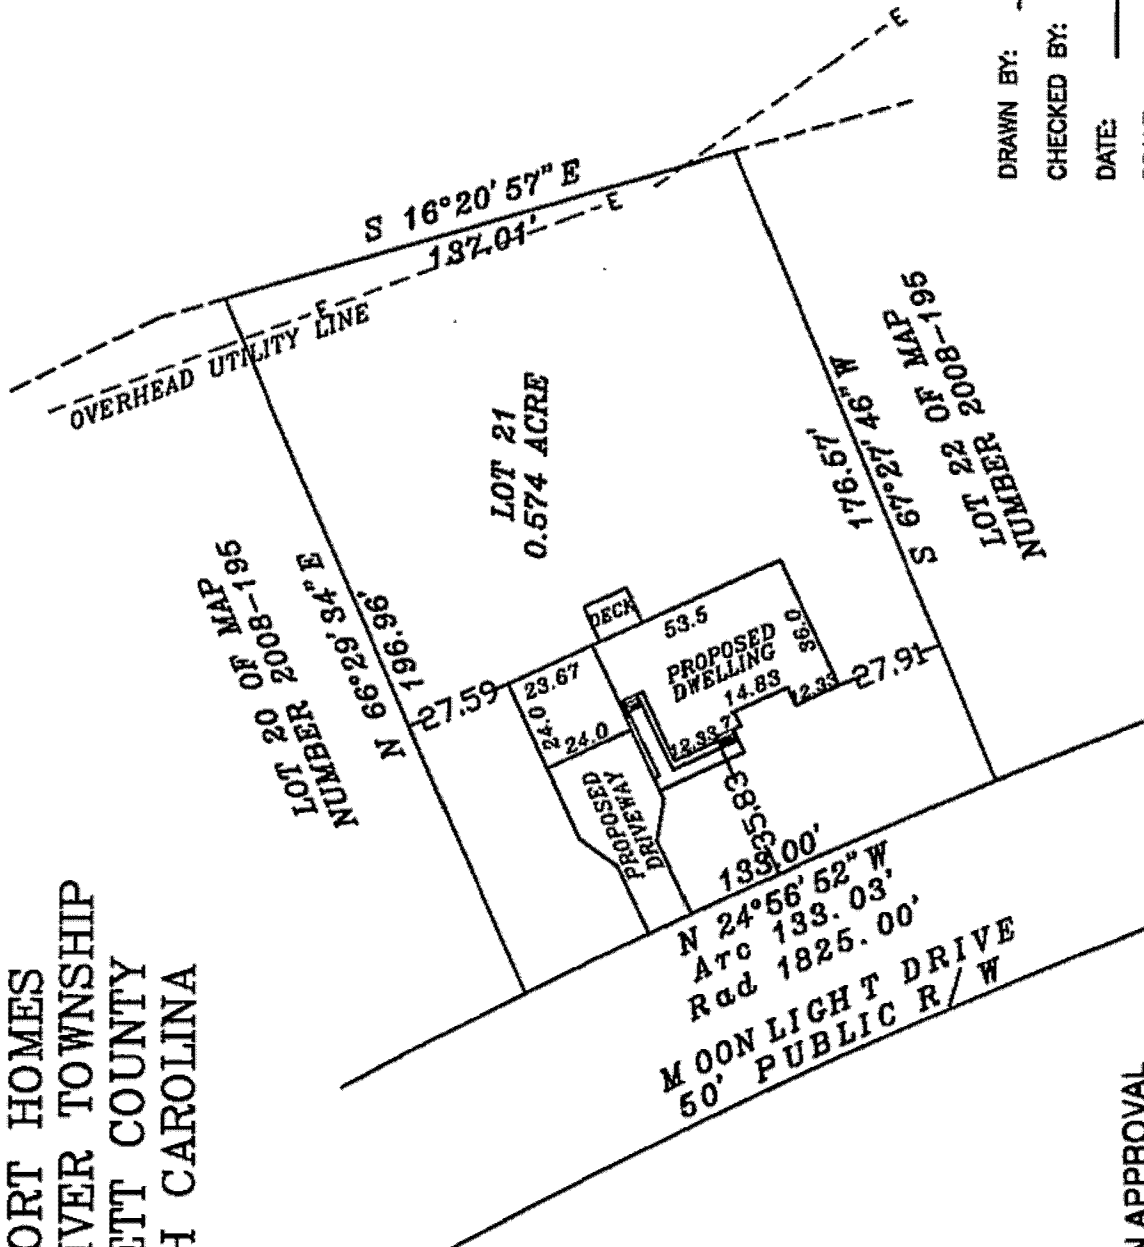 ORT HOMES
IVER TOWNSHIP
ETT COUNTY
H CAROLINA
OVERHEAD UTILITY LINE
E
E
E
S 16°20'57" E
137.01'
LOT 20 OF MAP
NUMBER 2008-195
N 66°29'34" E
196.96'
LOT 21
0.574 ACRE
176.67'
S 67°27'46" W
LOT 22 OF MAP
NUMBER 2008-195
27.59
23.67
24.0
24.0
DECK
53.5
PROPOSED
DWELLING
36.0
14.83
12.33
12.33
27.91
PROPOSED
DRIVEWAY
35.83
133.00'
N 24°56'52" W
Arc 133.03'
Rad 1825.00'
MOON LIGHT DRIVE
50' PUBLIC R/W
DRAWN BY:
CHECKED BY:
DATE:
N APPROVAL